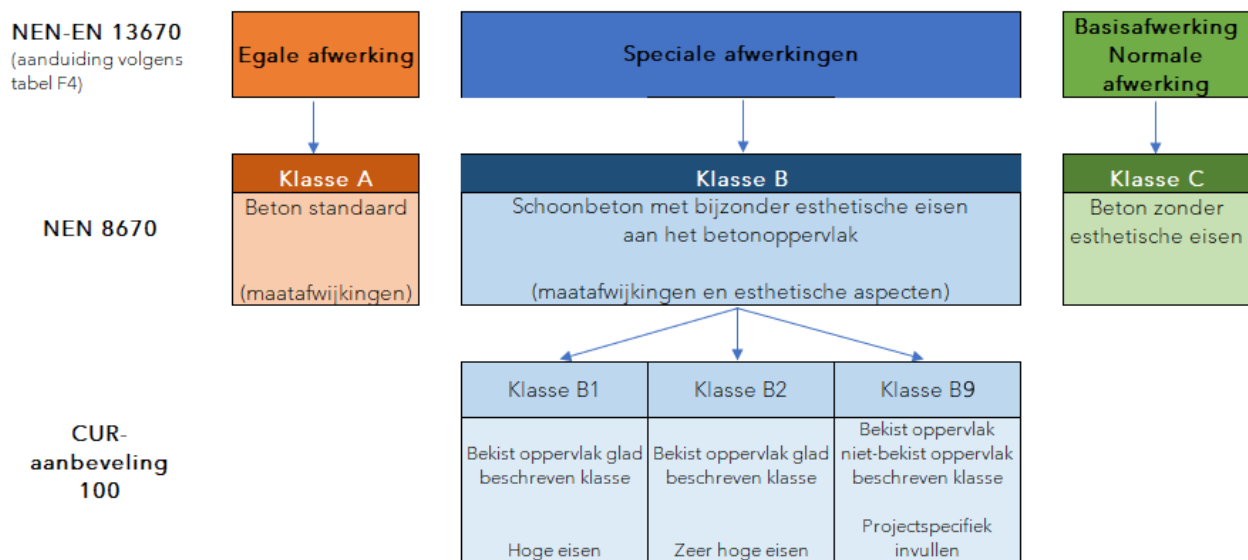 NEN-EN 13670
(aanduiding volgens
tabel F4)
Egale afwerking
Speciale afwerkingen
Basisafwerking
Normale
afwerking
NEN 8670
Klasse A
Beton standaard
(maatafwijkingen)
Klasse B
Schoonbeton met bijzonder esthetische eisen
aan het betonoppervlak
(maatafwijkingen en esthetische aspecten)
Klasse C
Beton zonder
esthetische eisen
CUR-
aanbeveling
100
Klasse B1
Bekist oppervlak glad
beschreven klasse
Hoge eisen
Klasse B2
Bekist oppervlak glad
beschreven klasse
Zeer hoge eisen
Klasse B9
Bekist oppervlak
niet-bekist oppervlak
beschreven klasse
Projectspecifiek
invullen